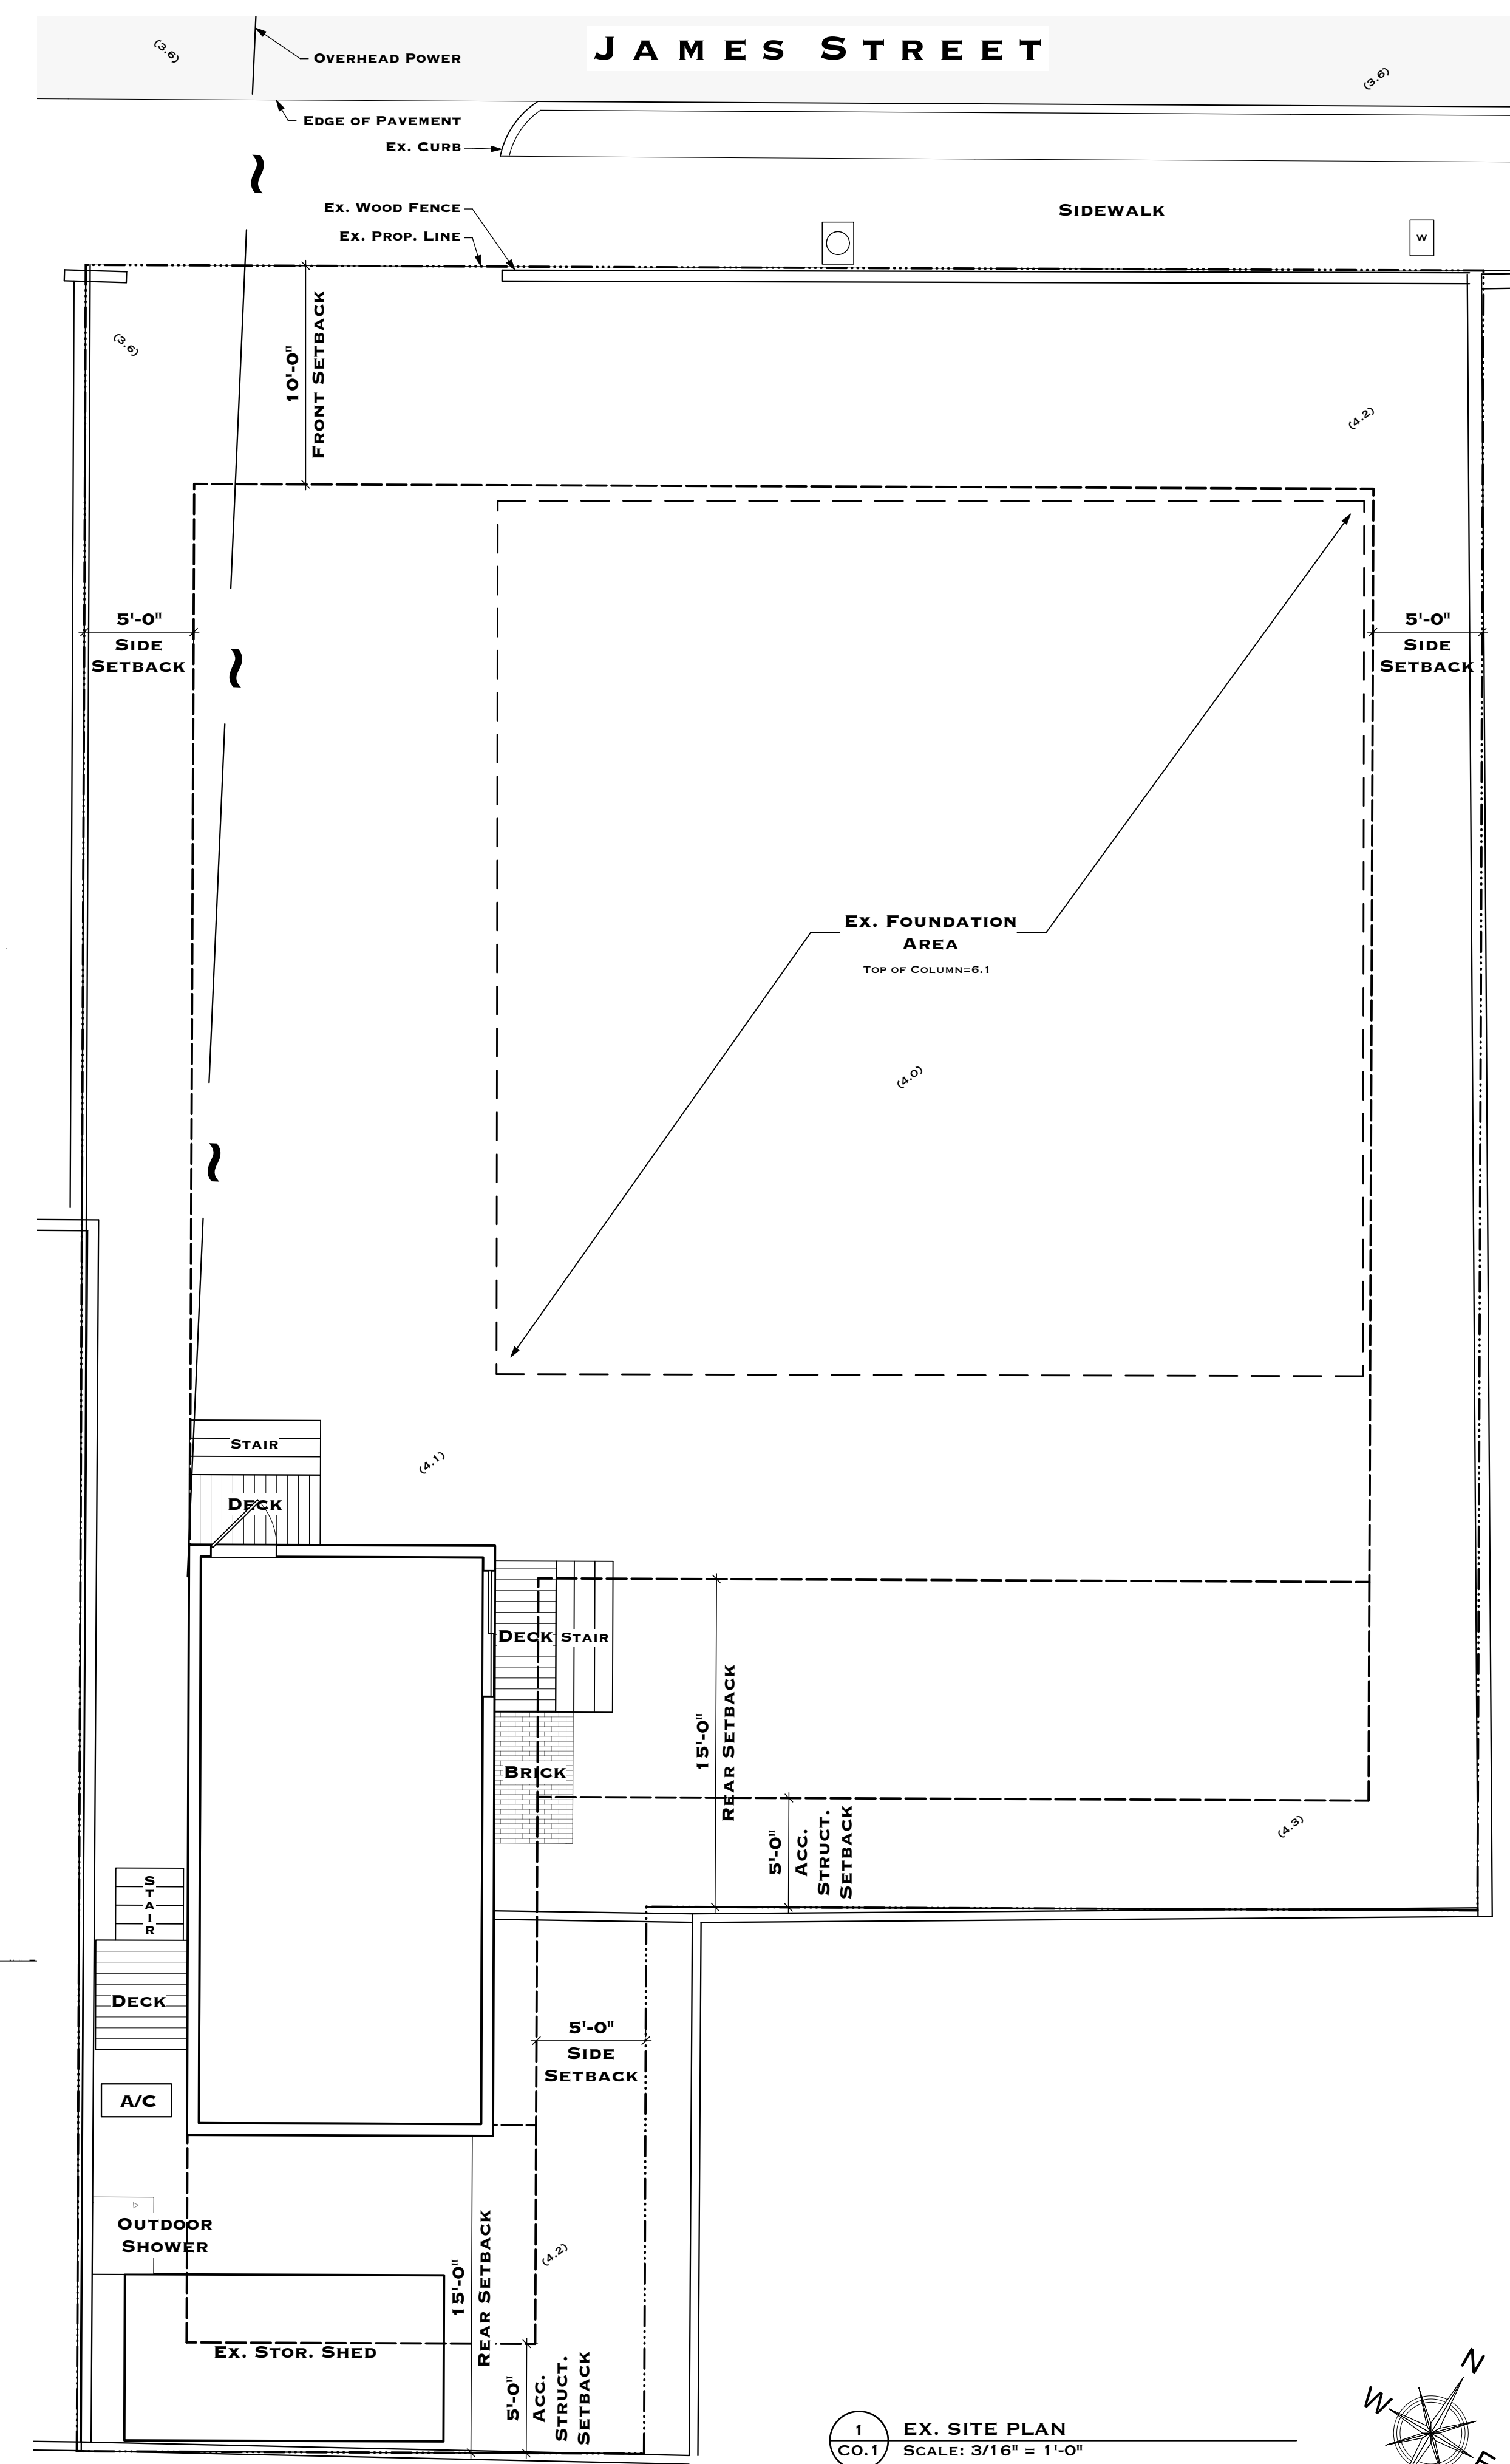 James Street
(3.6)
Overhead Power
(3.6)
Edge of Pavement
Ex. Curb
Ex. Wood Fence
Ex. Prop. Line
Sidewalk
W
(3.6)
10'-0"
Front Setback
(4.2)
5'-0"
Side
Setback
5'-0"
Side
Setback
Ex. Foundation
Area
Top of Column=6.1
(4.0)
Stair
(4.1)
Deck
Deck
Stair
15'-0"
Rear Setback
Brick
5'-0"
Acc.
Struct.
Setback
(4.3)
Stair
Deck
5'-0"
Side
Setback
A/C
Outdoor
Shower
15'-0"
Rear Setback
(4.2)
Ex. Stor. Shed
5'-0"
Acc.
Struct.
Setback
1
C0.1
EX. SITE PLAN
Scale: 3/16" = 1'-0"
N
W
E